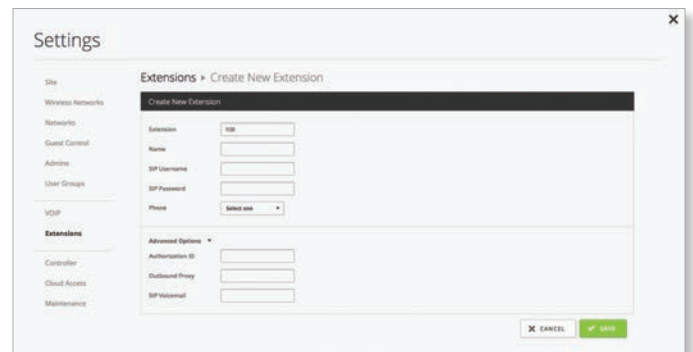 Settings
Site
Wireless Networks
Networks
Guest Control
Admins
User Groups
VOIP
Extensions
Controller
Cloud Access
Maintenance
Extensions ▸ Create New Extension
Create New Extension
Extension
Name
SIP Username
SIP Password
Phone Select one
Advanced Options
Authorization ID
Outbound Proxy
SIP Voicemail
CANCEL
SAVE